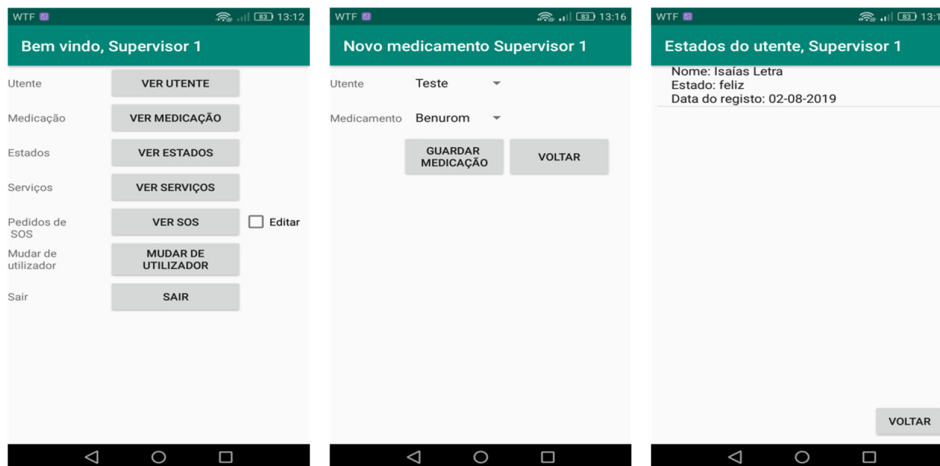 WTF 83 13:12
Bem vindo, Supervisor 1
Utente VER UTENTE
Medicação VER MEDICAÇÃO
Estados VER ESTADOS
Serviços VER SERVIÇOS
Pedidos de SOS VER SOS Editar
Mudar de utilizador MUDAR DE UTILIZADOR
Sair SAIR
WTF 83 13:16
Novo medicamento Supervisor 1
Utente Teste
Medicamento Benurom
GUARDAR MEDICAÇÃO VOLTAR
WTF 83
Estados do utente, Supervisor 1
Nome: Isaías Letra
Estado: feliz
Data do registo: 02-08-2019
VOLTAR